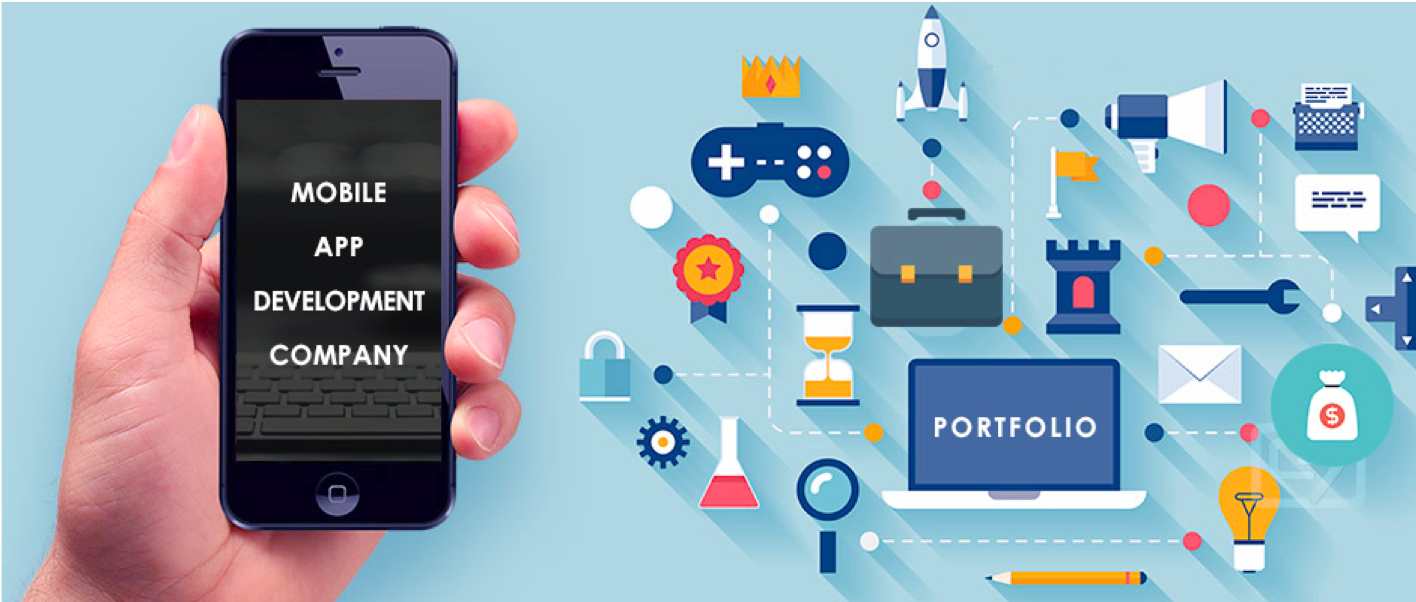 MOBILE
APP
DEVELOPMENT
COMPANY
PORTFOLIO
$